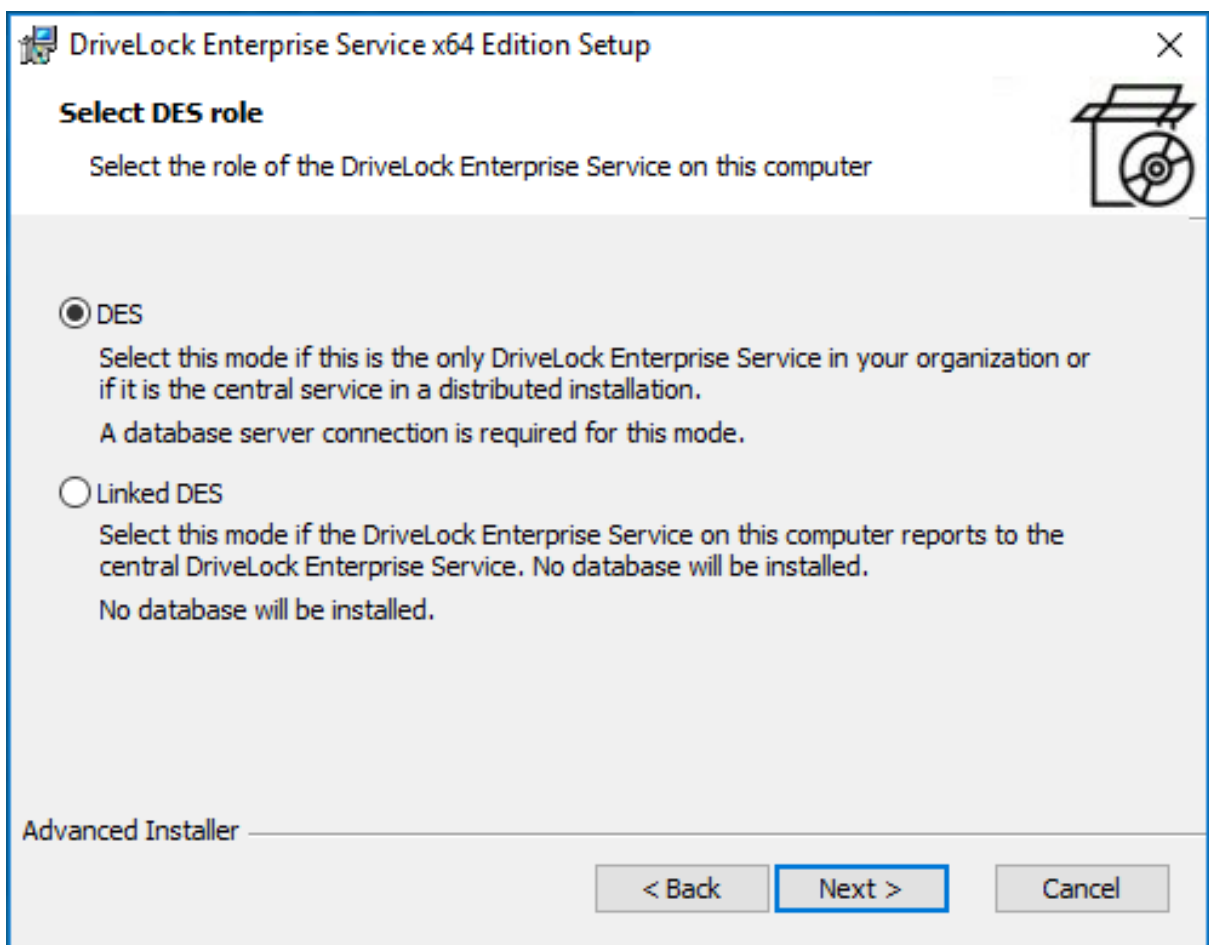 DriveLock Enterprise Service x64 Edition Setup
Select DES role
Select the role of the DriveLock Enterprise Service on this computer
DES
Select this mode if this is the only DriveLock Enterprise Service in your organization or
if it is the central service in a distributed installation.
A database server connection is required for this mode.
Linked DES
Select this mode if the DriveLock Enterprise Service on this computer reports to the
central DriveLock Enterprise Service. No database will be installed.
No database will be installed.
Advanced Installer
< Back
Next >
Cancel